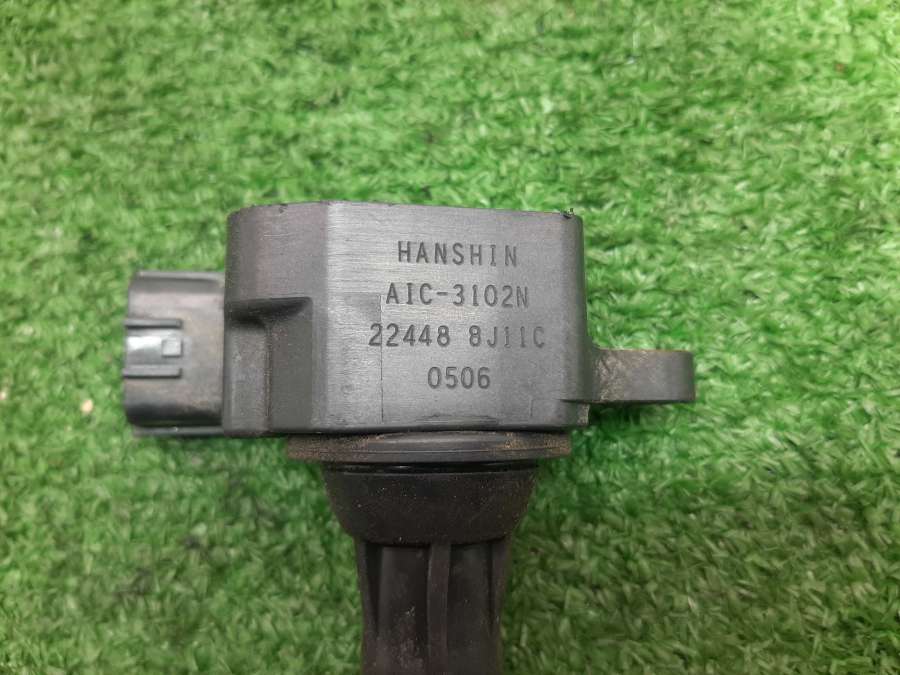 HANSHIN
AIC-3102N
22448 8J11C
0506